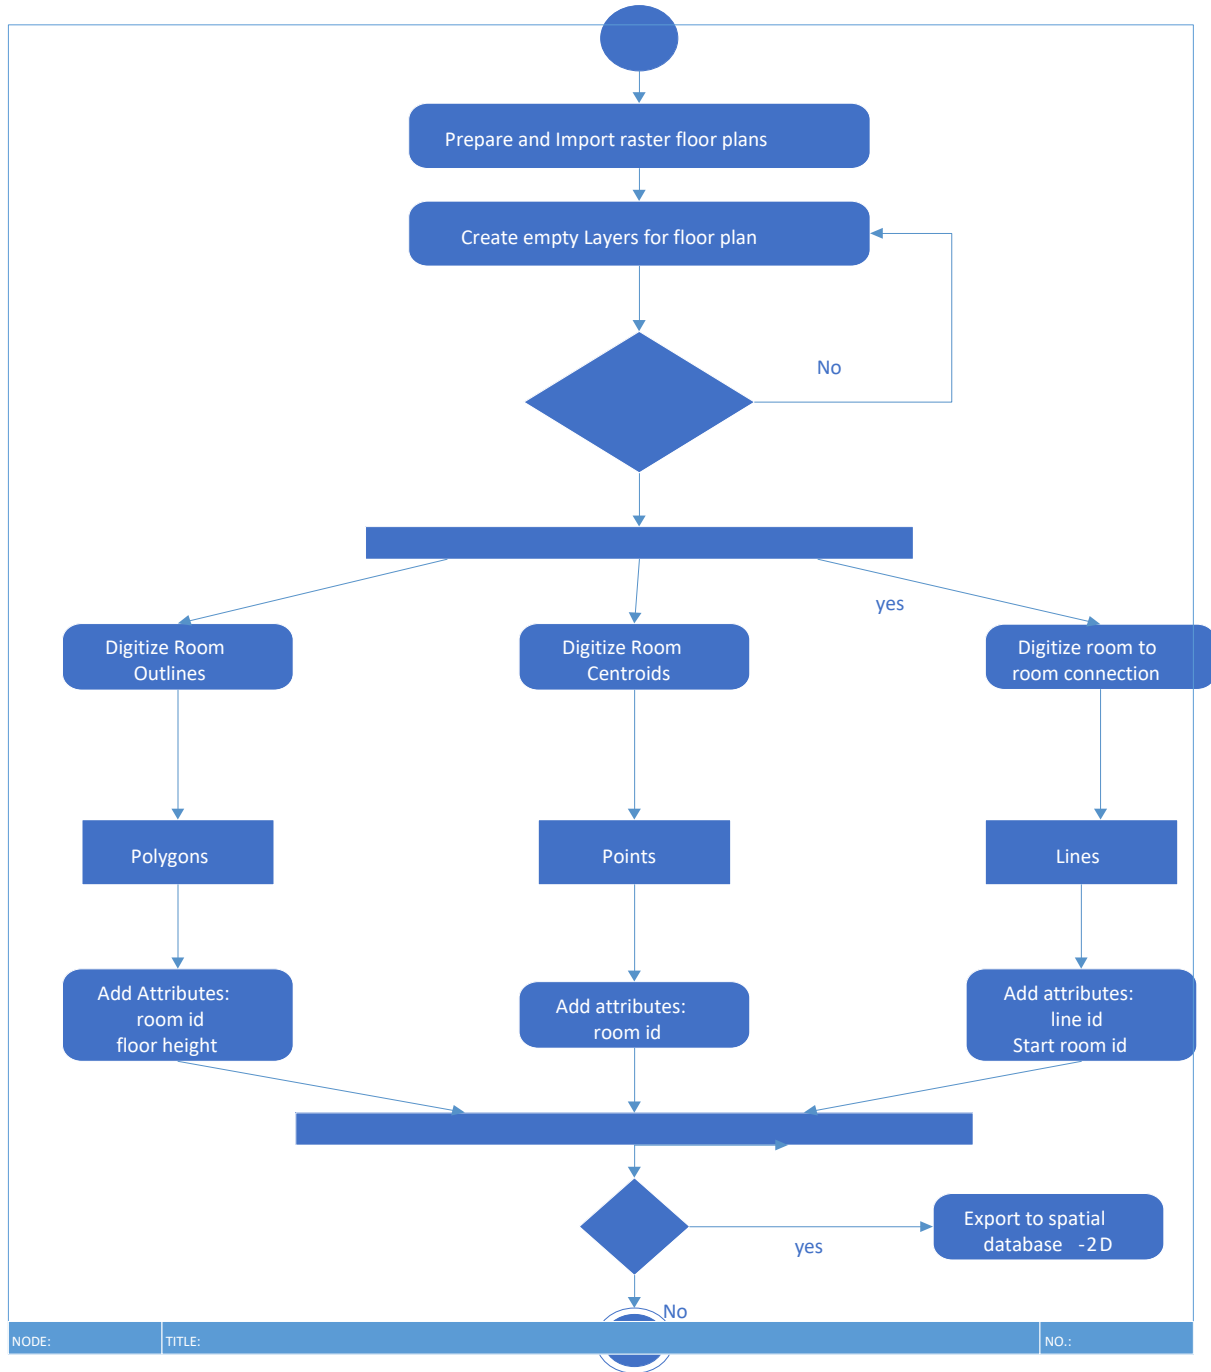 Prepare and Import raster floor plans
Create empty Layers for floor plan
No
yes
Digitize Room
Outlines
Digitize Room
Centroids
Digitize room to
room connection
Polygons
Points
Lines
Add Attributes:
room id
floor height
Add attributes:
room id
Add attributes:
line id
Start room id
Export to spatial
database -2D
yes
No
NODE:
TITLE:
NO.: